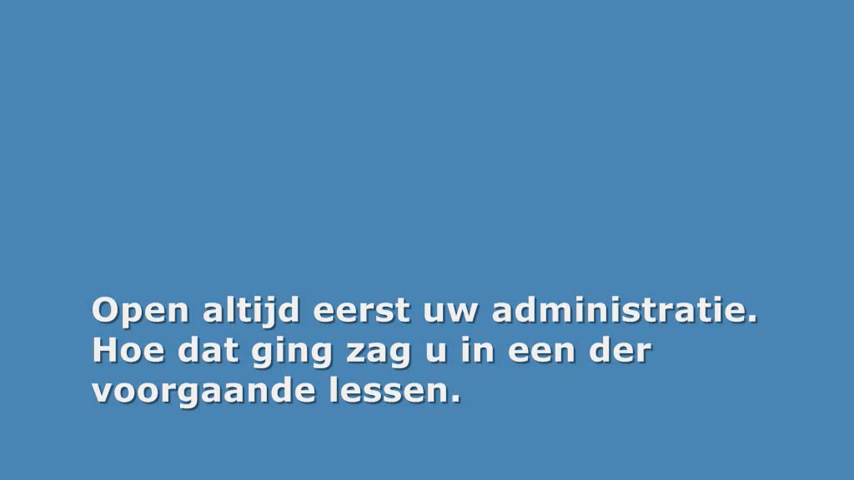 Open altijd eerst uw administratie.
Hoe dat ging zag u in een der
voorgaande lessen.